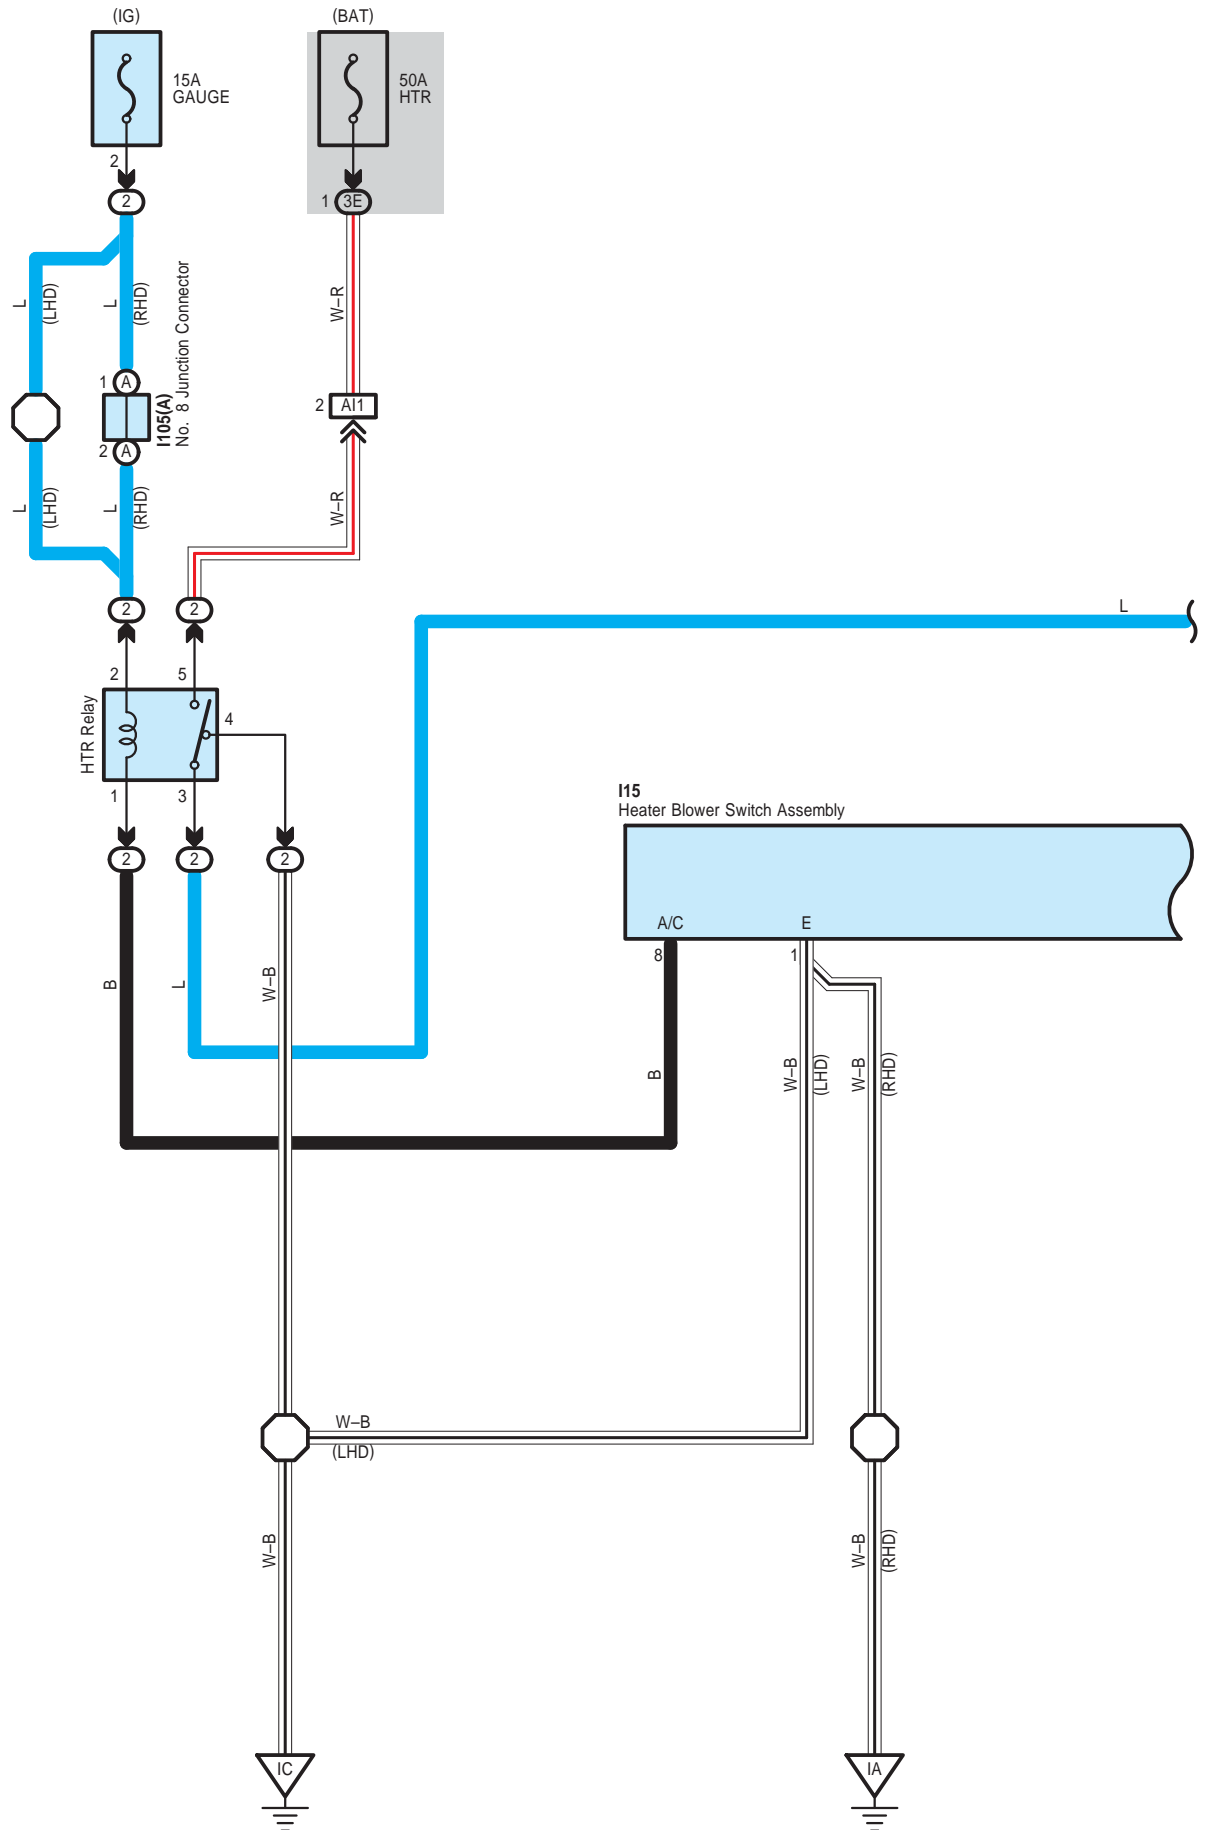 (IG)
(BAT)
15A
GAUGE
50A
HTR
2
2
1
3E
L
(LHD)
L
(RHD)
I105(A)
No. 8 Junction Connector
W–R
1
A
2
A
2
AI1
L
(LHD)
L
(RHD)
W–R
2
2
L
2
5
HTR Relay
4
1
3
2
2
2
I15
Heater Blower Switch Assembly
A/C
E
8
1
B
L
W–B
B
W–B
(LHD)
W–B
(RHD)
W–B
(LHD)
W–B
W–B
(RHD)
IC
IA